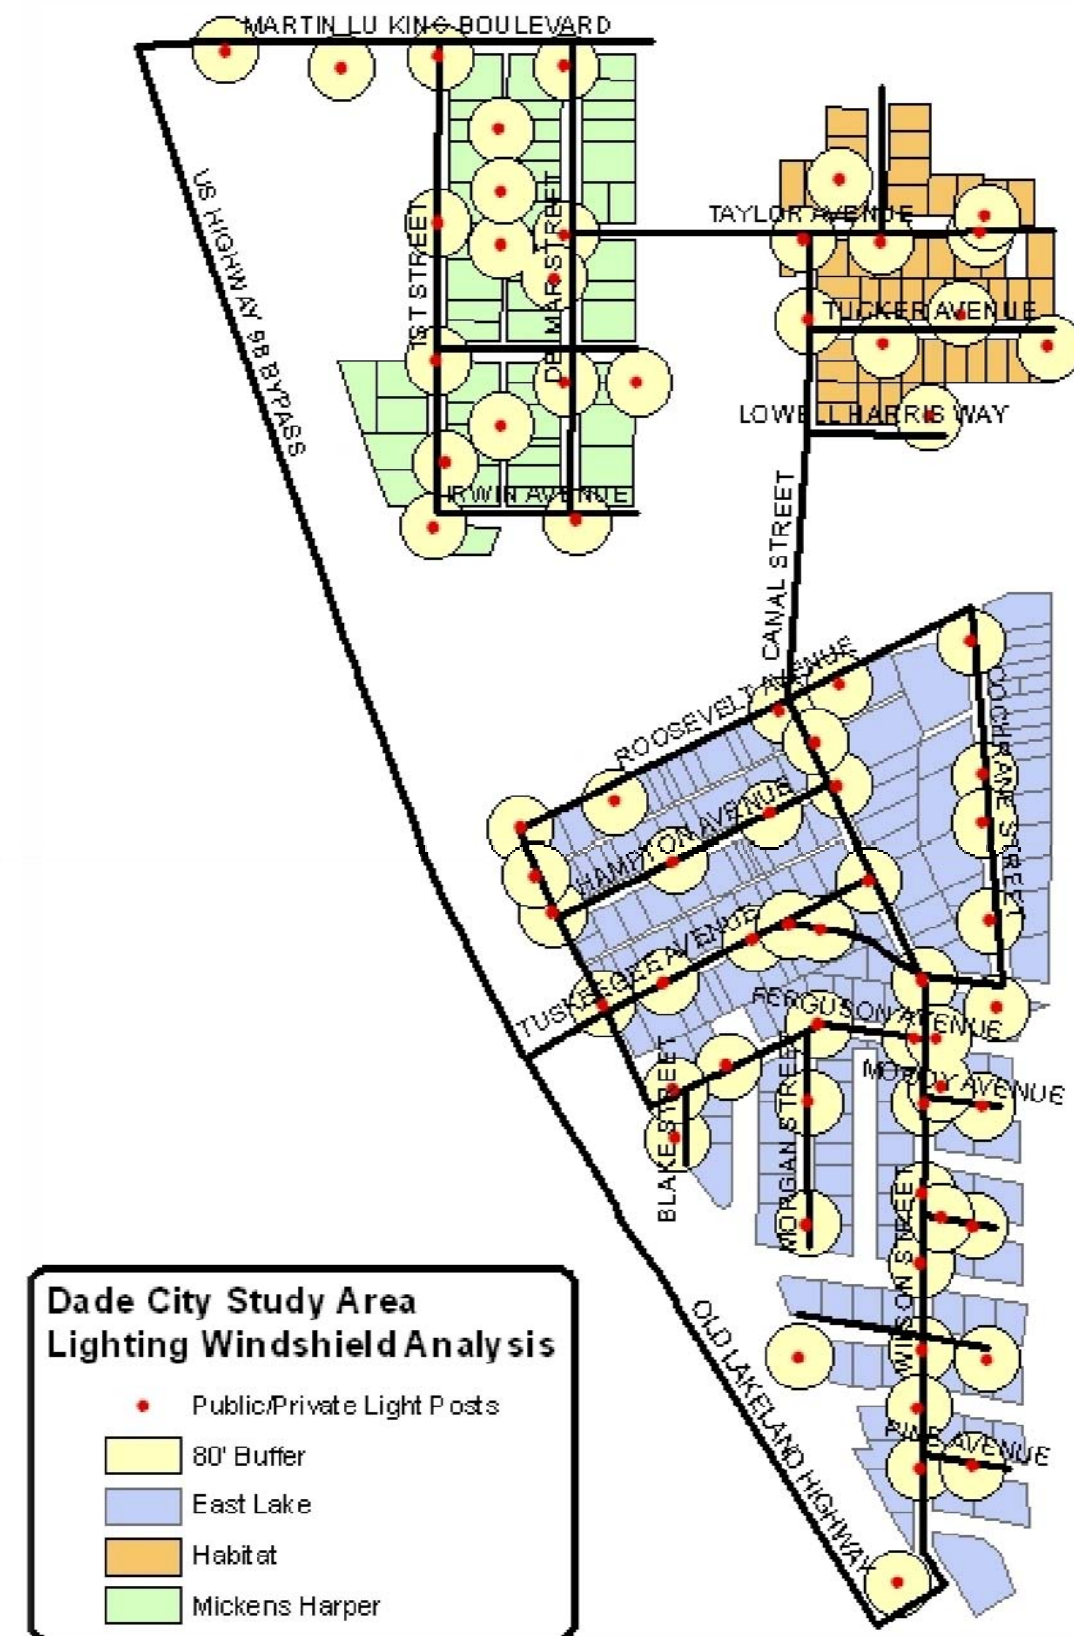 MARTIN LU KING BOULEVARD
US HIGHWAY 98 BYPASS
1ST STREET
DELMAR STREET
TAYLOR AVENUE
TUCKER AVENUE
LOWELL HARRIS WAY
IRWIN AVENUE
CANAL STREET
ROOSEVELT AVENUE
COCHRANE STREET
HAMPTON AVENUE
TUSKEEGEE AVENUE
FERGUSON AVENUE
MOODY AVENUE
BLAKE STREET
MORGAN STREET
WILSON STREET
OLD LAKELAND HIGHWAY
PINE AVENUE
Dade City Study Area
Lighting Windshield Analysis
Public/Private Light Posts
80' Buffer
East Lake
Habitat
Mickens Harper